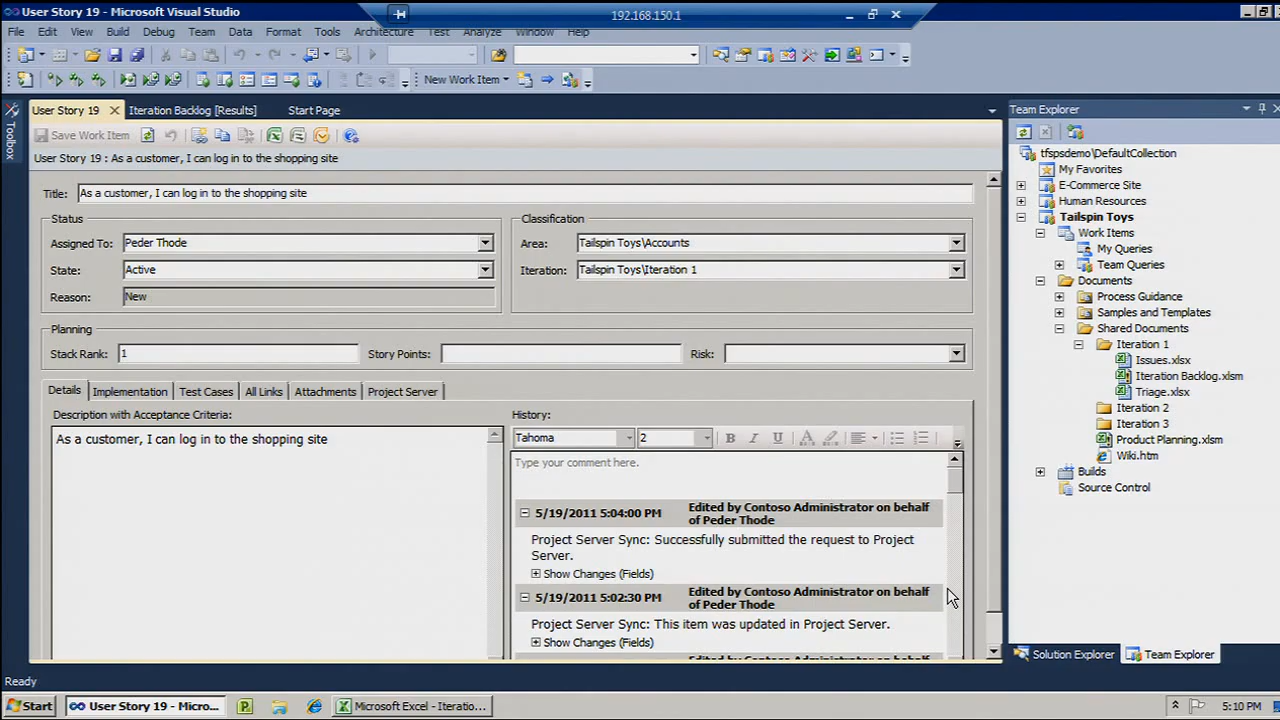 User Story 19 - Microsoft Visual Studio
192.168.150.1
File Edit View Build Debug Team Data Format Tools Architecture Test Analyze Window Help
New Work Item
Toolbox
User Story 19
Iteration Backlog [Results]
Start Page
Save Work Item
User Story 19 : As a customer, I can log in to the shopping site
Title: As a customer, I can log in to the shopping site
Status
Classification
Assigned To: Peder Thode
Area: Tailspin Toys\Accounts
State: Active
Iteration: Tailspin Toys\Iteration 1
Reason: New
Planning
Stack Rank: 1
Story Points:
Risk:
Details Implementation Test Cases All Links Attachments Project Server
Description with Acceptance Criteria:
As a customer, I can log in to the shopping site
History:
Tahoma 2 B I U A
Type your comment here.
5/19/2011 5:04:00 PM
Edited by Contoso Administrator on behalf
of Peder Thode
Project Server Sync: Successfully submitted the request to Project
Server.
Show Changes (Fields)
5/19/2011 5:02:30 PM
Edited by Contoso Administrator on behalf
of Peder Thode
Project Server Sync: This item was updated in Project Server.
Show Changes (Fields)
Team Explorer
tfspsdemo\DefaultCollection
My Favorites
E-Commerce Site
Human Resources
Tailspin Toys
Work Items
My Queries
Team Queries
Documents
Process Guidance
Samples and Templates
Shared Documents
Iteration 1
Issues.xlsx
Iteration Backlog.xlsm
Triage.xlsx
Iteration 2
Iteration 3
Product Planning.xlsm
Wiki.htm
Builds
Source Control
Solution Explorer
Team Explorer
Ready
Start
User Story 19 - Micro...
Microsoft Excel - Iteratio...
5:10 PM